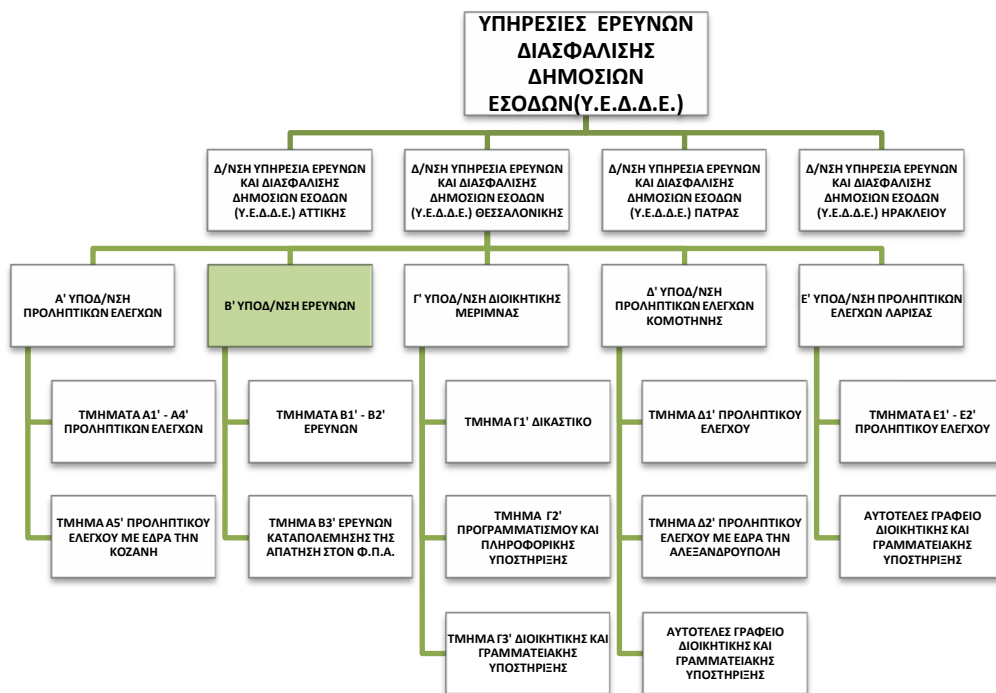 ΥΠΗΡΕΣΙΕΣ ΕΡΕΥΝΩΝ
ΔΙΑΣΦΑΛΙΣΗΣ
ΔΗΜΟΣΙΩΝ
ΕΣΟΔΩΝ(Υ.Ε.Δ.Δ.Ε.)
Δ/ΝΣΗ ΥΠΗΡΕΣΙΑ ΕΡΕΥΝΩΝ
ΚΑΙ ΔΙΑΣΦΑΛΙΣΗΣ
ΔΗΜΟΣΙΩΝ ΕΣΟΔΩΝ
(Υ.Ε.Δ.Δ.Ε.) ΑΤΤΙΚΗΣ
Δ/ΝΣΗ ΥΠΗΡΕΣΙΑ ΕΡΕΥΝΩΝ
ΚΑΙ ΔΙΑΣΦΑΛΙΣΗΣ
ΔΗΜΟΣΙΩΝ ΕΣΟΔΩΝ
(Υ.Ε.Δ.Δ.Ε.) ΘΕΣΣΑΛΟΝΙΚΗΣ
Δ/ΝΣΗ ΥΠΗΡΕΣΙΑ ΕΡΕΥΝΩΝ
ΚΑΙ ΔΙΑΣΦΑΛΙΣΗΣ
ΔΗΜΟΣΙΩΝ ΕΣΟΔΩΝ
(Υ.Ε.Δ.Δ.Ε.) ΠΑΤΡΑΣ
Δ/ΝΣΗ ΥΠΗΡΕΣΙΑ ΕΡΕΥΝΩΝ
ΚΑΙ ΔΙΑΣΦΑΛΙΣΗΣ
ΔΗΜΟΣΙΩΝ ΕΣΟΔΩΝ
(Υ.Ε.Δ.Δ.Ε.) ΗΡΑΚΛΕΙΟΥ
Α' ΥΠΟΔ/ΝΣΗ
ΠΡΟΛΗΠΤΙΚΩΝ ΕΛΕΓΧΩΝ
Β' ΥΠΟΔ/ΝΣΗ ΕΡΕΥΝΩΝ
Γ' ΥΠΟΔ/ΝΣΗ ΔΙΟΙΚΗΤΙΚΗΣ
ΜΕΡΙΜΝΑΣ
Δ' ΥΠΟΔ/ΝΣΗ
ΠΡΟΛΗΠΤΙΚΩΝ ΕΛΕΓΧΩΝ
ΚΟΜΟΤΗΝΗΣ
Ε' ΥΠΟΔ/ΝΣΗ ΠΡΟΛΗΠΤΙΚΩΝ
ΕΛΕΓΧΩΝ ΛΑΡΙΣΑΣ
ΤΜΗΜΑΤΑ Α1' - Α4'
ΠΡΟΛΗΠΤΙΚΩΝ ΕΛΕΓΧΩΝ
ΤΜΗΜΑΤΑ Β1' - Β2'
ΕΡΕΥΝΩΝ
ΤΜΗΜΑ Γ1' ΔΙΚΑΣΤΙΚΟ
ΤΜΗΜΑ Δ1' ΠΡΟΛΗΠΤΙΚΟΥ
ΕΛΕΓΧΟΥ
ΤΜΗΜΑΤΑ Ε1' - Ε2'
ΠΡΟΛΗΠΤΙΚΟΥ ΕΛΕΓΧΟΥ
ΤΜΗΜΑ Α5' ΠΡΟΛΗΠΤΙΚΟΥ
ΕΛΕΓΧΟΥ ΜΕ ΕΔΡΑ ΤΗΝ
ΚΟΖΑΝΗ
ΤΜΗΜΑ Β3' ΕΡΕΥΝΩΝ
ΚΑΤΑΠΟΛΕΜΗΣΗΣ ΤΗΣ
ΑΠΑΤΗΣΗ ΣΤΟΝ Φ.Π.Α.
ΤΜΗΜΑ Γ2'
ΠΡΟΓΡΑΜΜΑΤΙΣΜΟΥ ΚΑΙ
ΠΛΗΡΟΦΟΡΙΚΗΣ
ΥΠΟΣΤΗΡΙΞΗΣ
ΤΜΗΜΑ Δ2' ΠΡΟΛΗΠΤΙΚΟΥ
ΕΛΕΓΧΟΥ ΜΕ ΕΔΡΑ ΤΗΝ
ΑΛΕΞΑΝΔΡΟΥΠΟΛΗ
ΑΥΤΟΤΕΛΕΣ ΓΡΑΦΕΙΟ
ΔΙΟΙΚΗΤΙΚΗΣ ΚΑΙ
ΓΡΑΜΜΑΤΕΙΑΚΗΣ
ΥΠΟΣΤΗΡΙΞΗΣ
ΤΜΗΜΑ Γ3' ΔΙΟΙΚΗΤΙΚΗΣ ΚΑΙ
ΓΡΑΜΜΑΤΕΙΑΚΗΣ
ΥΠΟΣΤΗΡΙΞΗΣ
ΑΥΤΟΤΕΛΕΣ ΓΡΑΦΕΙΟ
ΔΙΟΙΚΗΤΙΚΗΣ ΚΑΙ
ΓΡΑΜΜΑΤΕΙΑΚΗΣ
ΥΠΟΣΤΗΡΙΞΗΣ